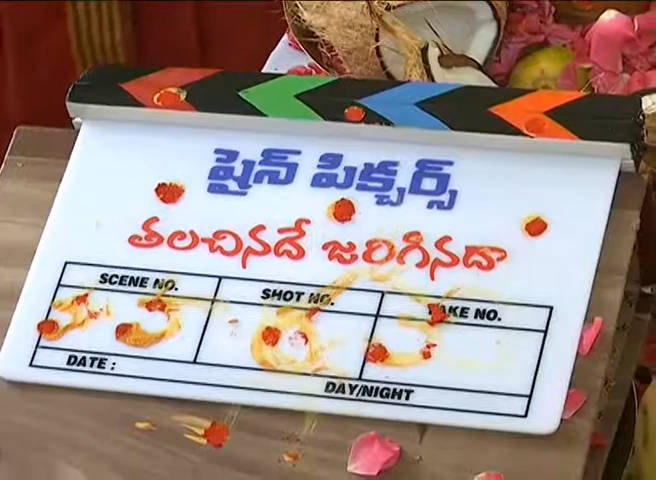 షైన్ పిక్చర్స్
తలచినదే జరిగినదా
SCENE NO. SHOT NO. TAKE NO.
DATE : DAY/NIGHT